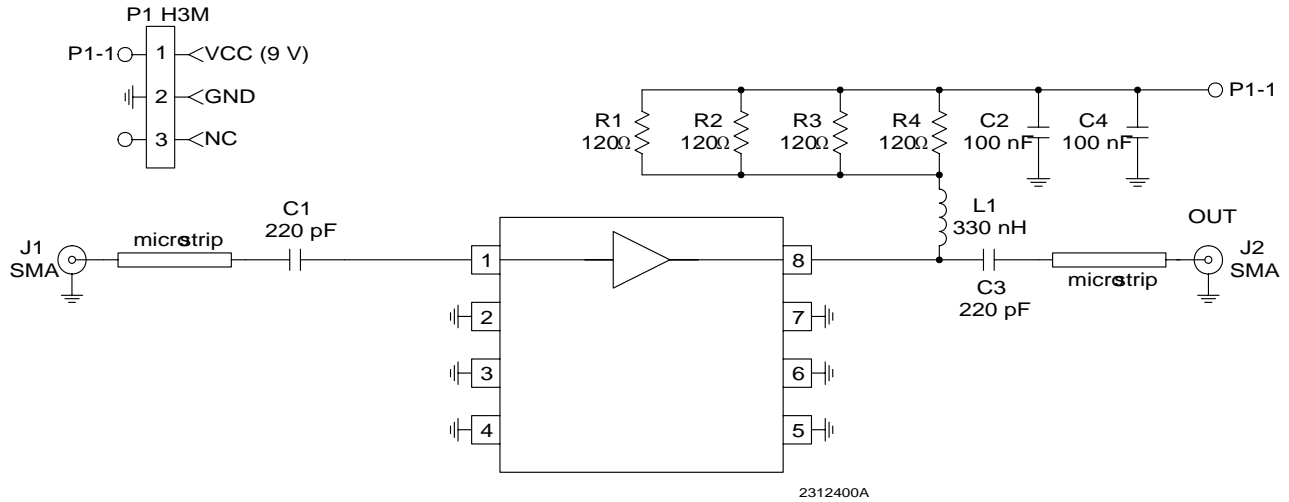 P1 H3M
P1-1 1 VCC (9 V)
2 GND
3 NC
P1-1
R1
120Ω
R2
120Ω
R3
120Ω
R4
120Ω
C2
100 nF
C4
100 nF
L1
330 nH
J1
SMA
microstrip
C1
220 pF
1
2
3
4
8
7
6
5
C3
220 pF
microstrip
OUT
J2
SMA
2312400A